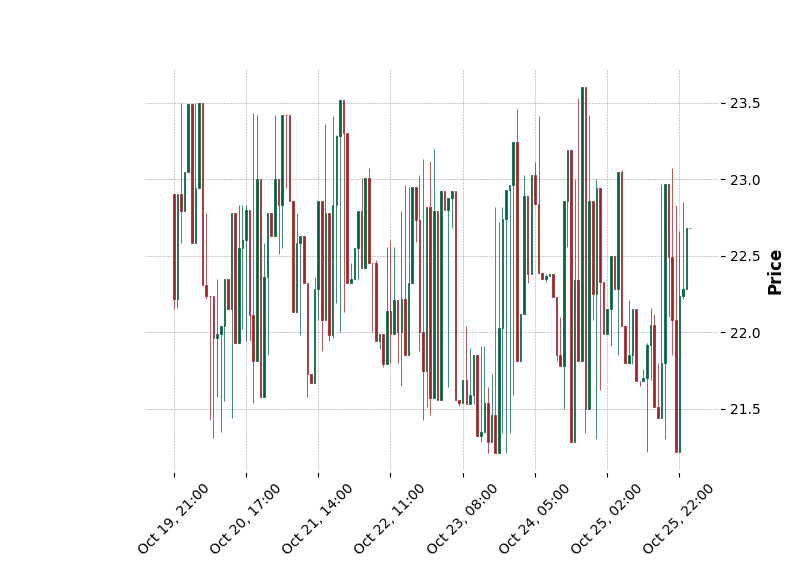 23.5
23.0
22.5
22.0
21.5
Price
Oct 19, 21:00
Oct 20, 17:00
Oct 21, 14:00
Oct 22, 11:00
Oct 23, 08:00
Oct 24, 05:00
Oct 25, 02:00
Oct 25, 22:00